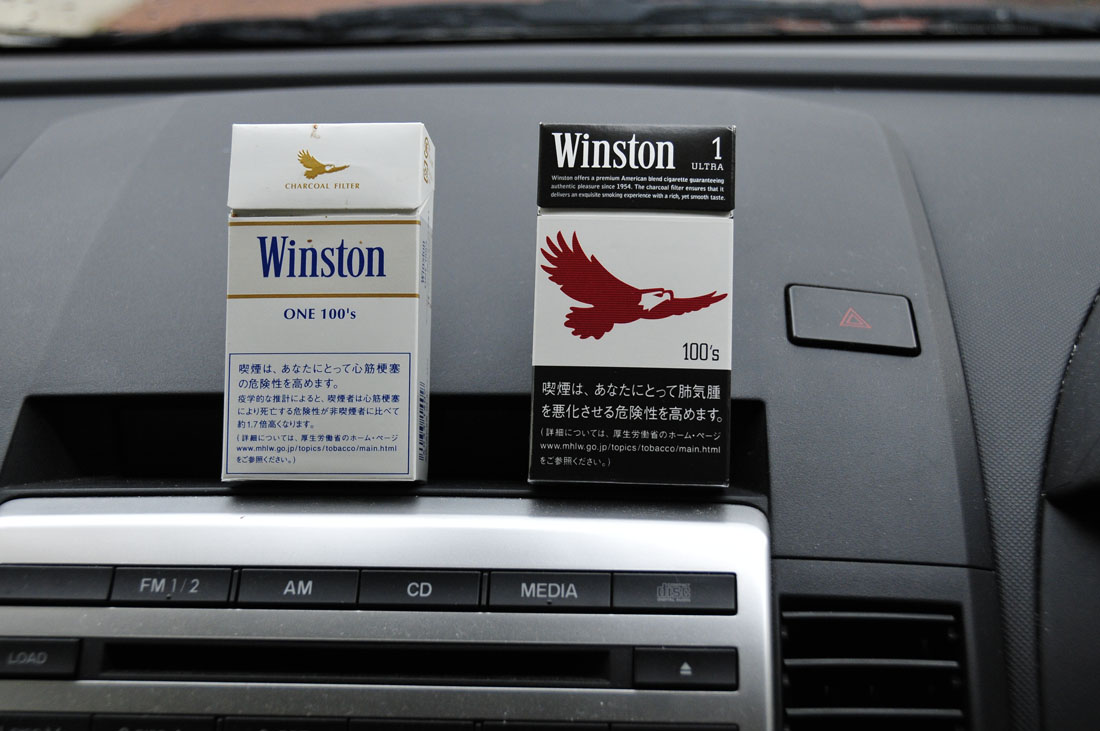 CHARCOAL FILTER
Winston
ONE 100's
喫煙は、あなたにとって心筋梗塞
の危険性を高めます。
疫学的な推計によると、喫煙者は心筋梗塞
により死亡する危険性が非喫煙者に比べて
約1.7倍高くなります。
(詳細については、厚生労働省のホーム・ページ
www.mhlw.go.jp/topics/tobacco/main.html
をご参照ください。)
Winston 1
ULTRA
Winston offers a premium American blend cigarette guaranteeing
authentic pleasure since 1954. The charcoal filter ensures that it
delivers an exquisite smoking experience with a rich, yet smooth taste.
100's
喫煙は、あなたにとって肺気腫
を悪化させる危険性を高めます。
(詳細については、厚生労働省のホーム・ページ
www.mhlw.go.jp/topics/tobacco/main.html
をご参照ください。)
FM 1/2 AM CD MEDIA disc
DIGITAL AUDIO
LOAD